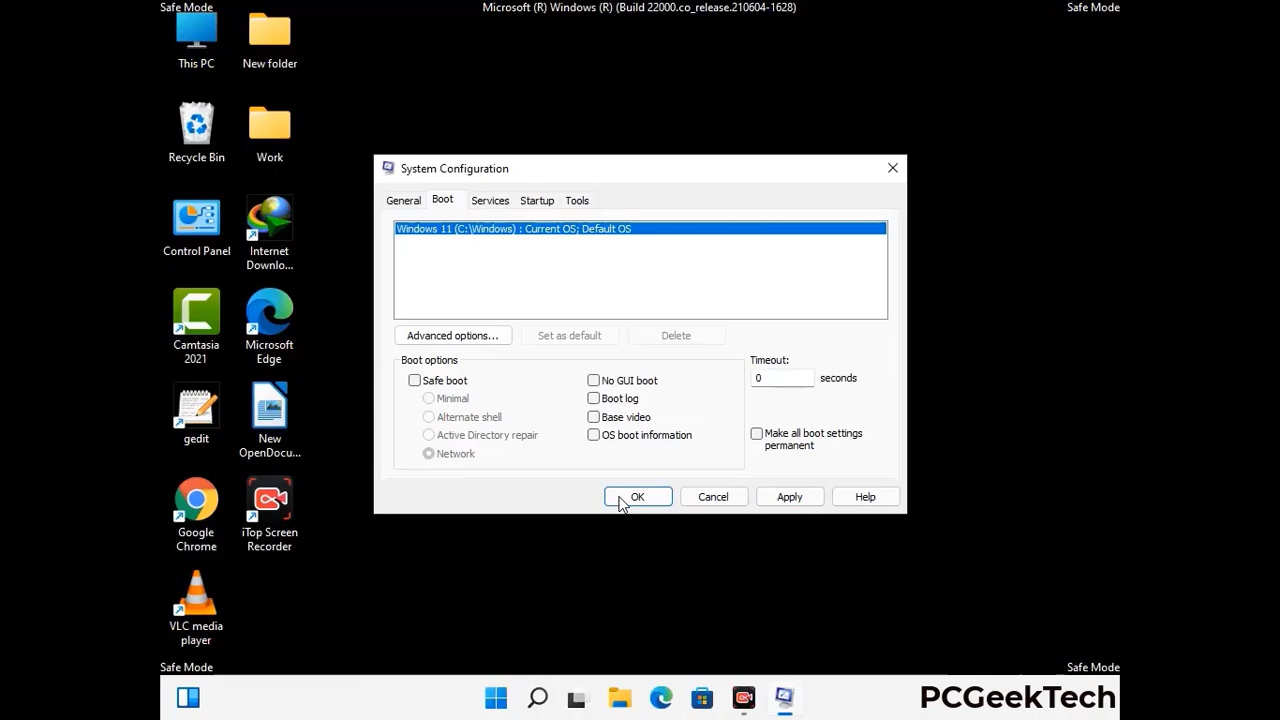 Safe Mode
Microsoft (R) Windows (R) (Build 22000.co_release.210604-1628)
Safe Mode
This PC
New folder
Recycle Bin
Work
Control Panel
Internet
Downlo...
Camtasia
2021
Microsoft
Edge
gedit
New
OpenDocu...
Google
Chrome
iTop Screen
Recorder
VLC media
player
System Configuration
General
Boot
Services
Startup
Tools
Windows 11 (C:\Windows) : Current OS; Default OS
Advanced options...
Set as default
Delete
Boot options
Safe boot
Minimal
Alternate shell
Active Directory repair
Network
No GUI boot
Boot log
Base video
OS boot information
Timeout:
0 seconds
Make all boot settings
permanent
OK
Cancel
Apply
Help
Safe Mode
Safe Mode
PCGeekTech